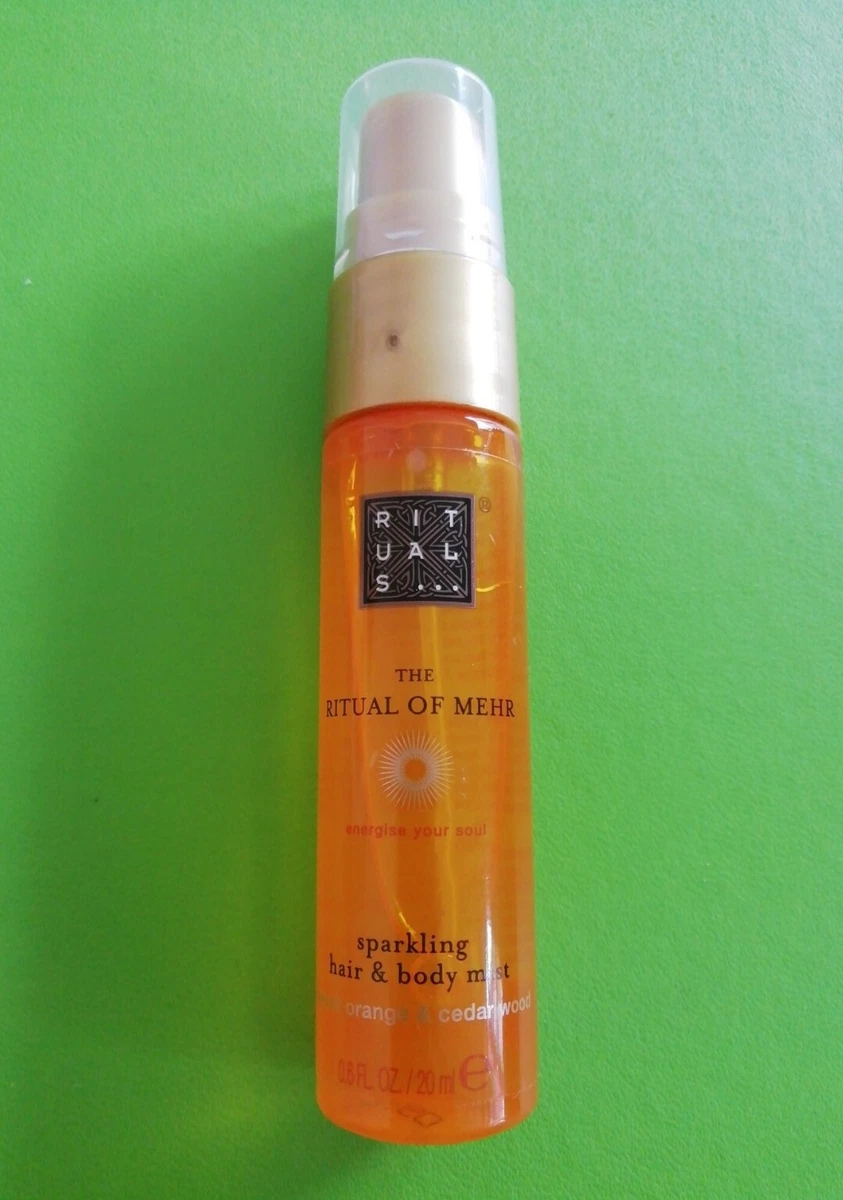 RIT
UAL
S...
®
THE
RITUAL OF MEHR
energise your soul
sparkling
hair & body mist
orange & cedar wood
0.6 FL. OZ. / 20 ml e